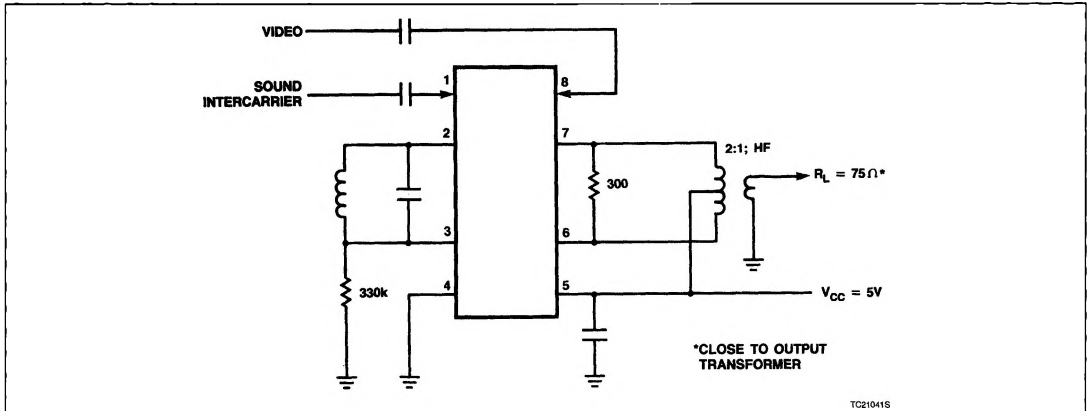 VIDEO
SOUND
INTERCARRIER
1
8
2
7
2:1; HF
R_L = 75Ω*
300
3
6
330k
4
5
V_CC = 5V
*CLOSE TO OUTPUT
TRANSFORMER
TC21041S